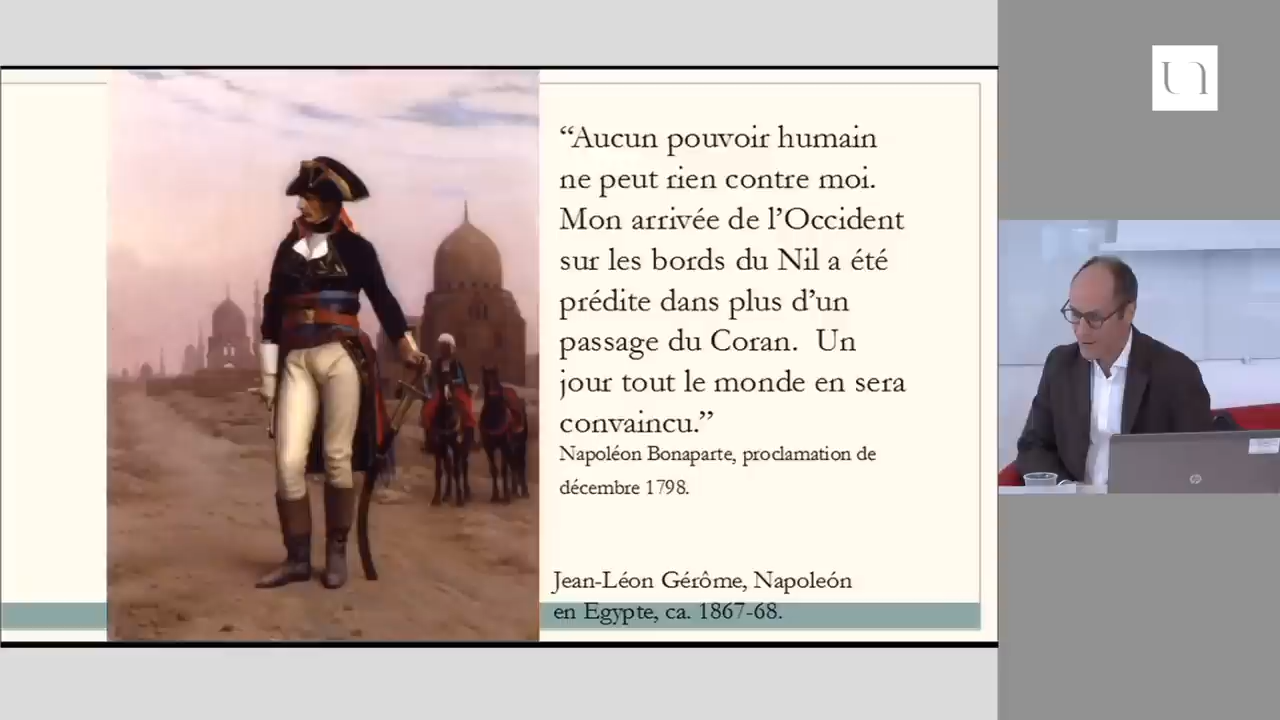 “Aucun pouvoir humain
ne peut rien contre moi.
Mon arrivée de l’Occident
sur les bords du Nil a été
prédite dans plus d’un
passage du Coran.  Un
jour tout le monde en sera
convaincu.”
Napoléon Bonaparte, proclamation de
décembre 1798.
Jean-Léon Gérôme, Napoleón
en Egypte, ca. 1867-68.
un
hp